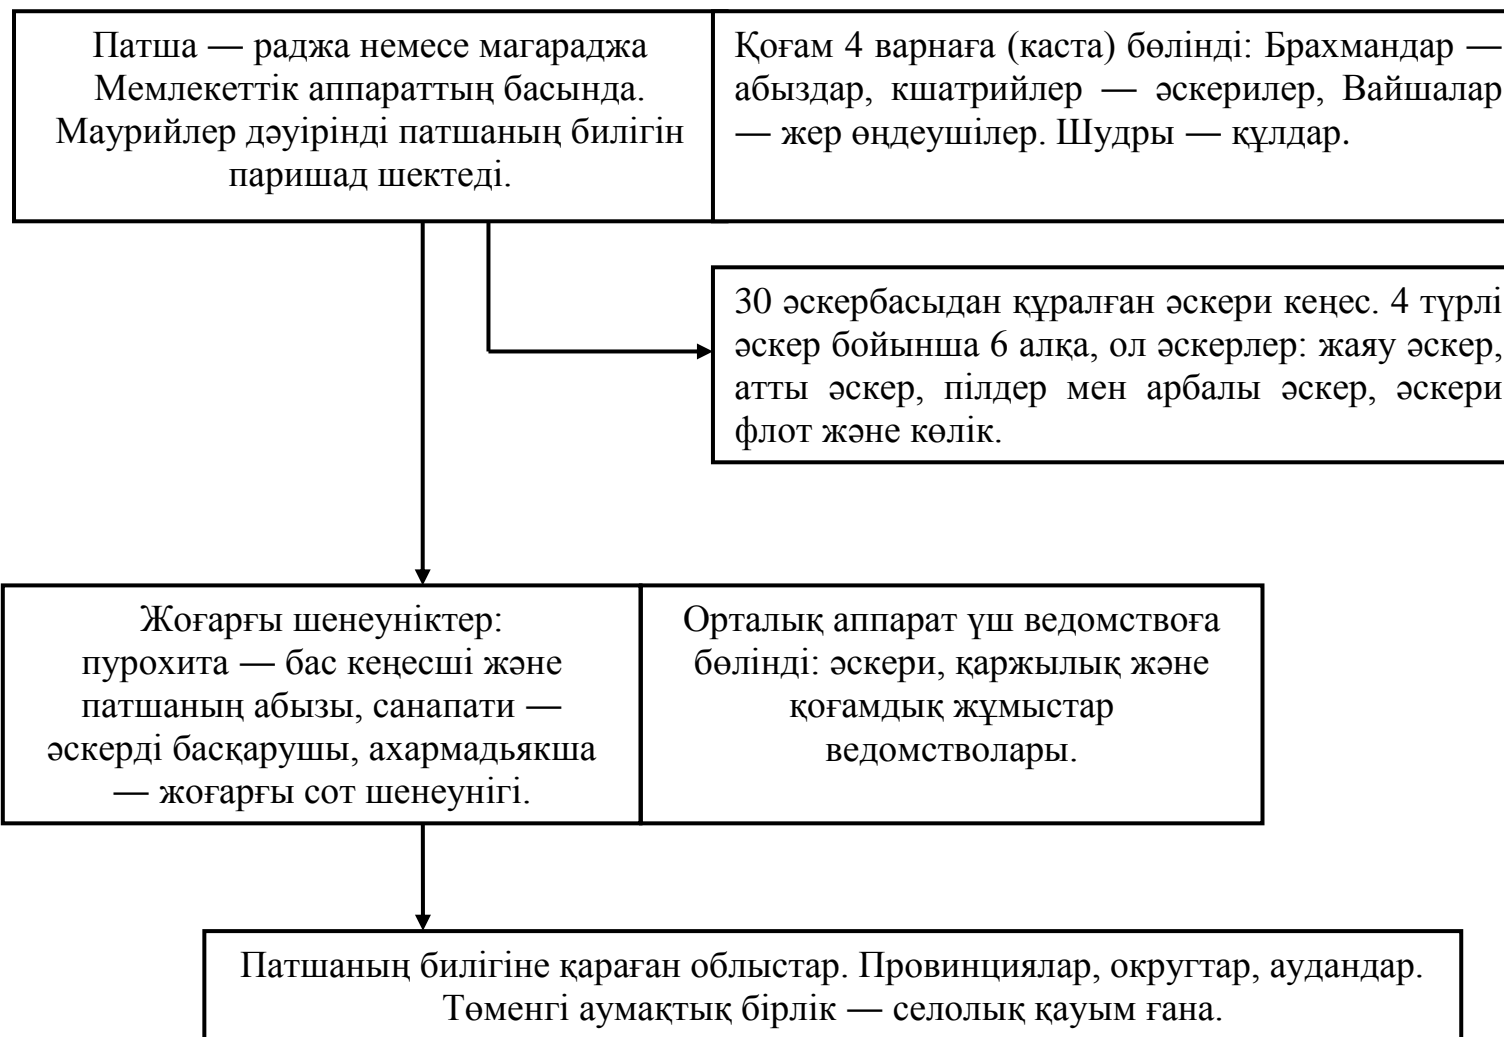 Патша — раджа немесе магараджа
Мемлекеттік аппараттың басында.
Маурийлер дәуірінді патшаның билігін
паришад шектеді.
Қоғам 4 варнаға (каста) бөлінді: Брахмандар —
абыздар, кшатрийлер — әскерилер, Вайшалар
— жер өңдеушілер. Шудры — құлдар.
30 әскербасыдан құралған әскери кеңес. 4 түрлі
әскер бойынша 6 алқа, ол әскерлер: жаяу әскер,
атты әскер, пілдер мен арбалы әскер, әскери
флот және көлік.
Жоғарғы шенеуніктер:
пурохита — бас кеңесші және
патшаның абызы, санапати —
әскерді басқарушы, ахармадьякша
— жоғарғы сот шенеунігі.
Орталық аппарат үш ведомствоға
бөлінді: әскери, қаржылық және
қоғамдық жұмыстар
ведомстволары.
Патшаның билігіне қараған облыстар. Провинциялар, округтар, аудандар.
Төменгі аумақтық бірлік — селолық қауым ғана.